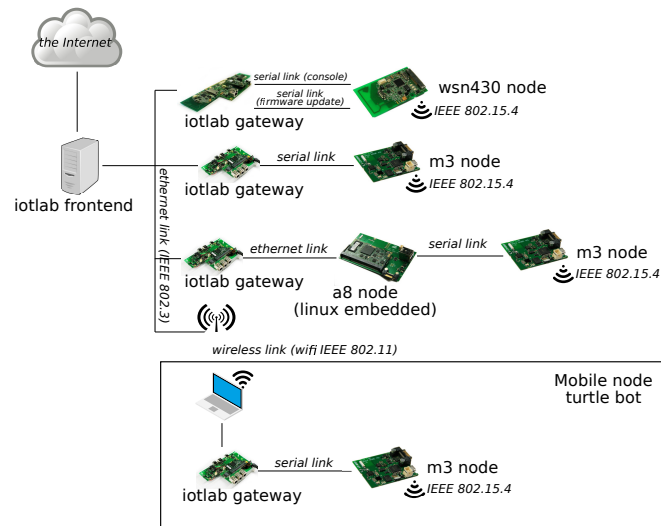 the Internet
serial link (console)
serial link
(firmware update)
wsn430 node
IEEE 802.15.4
iotlab gateway
iotlab frontend
ethernet link (IEEE 802.3)
serial link
m3 node
IEEE 802.15.4
iotlab gateway
ethernet link
serial link
m3 node
IEEE 802.15.4
iotlab gateway
a8 node
(linux embedded)
wireless link (wifi IEEE 802.11)
Mobile node
turtle bot
serial link
m3 node
IEEE 802.15.4
iotlab gateway